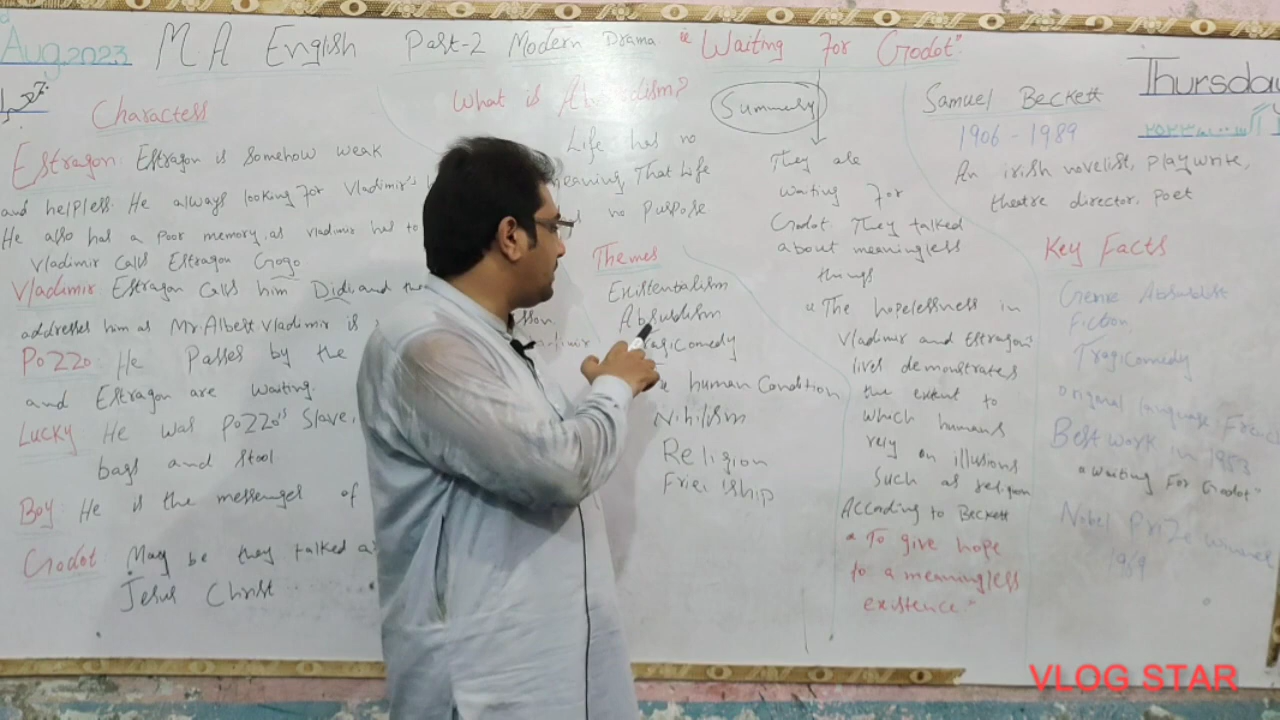 Aug.2023
M.A English Part-2 Modern Drama "Waiting For Godot"
Thursday
Characters
Estragon: Estragon is somehow weak
and helpless. He always looking For Vladimir's
He also has a Poor memory, as Vladimir has to
Vladimir calls Estragon Gogo
Vladimir Estragon calls him Didi, and the
addresses him as Mr. Albert Vladimir is
Pozzo: He Passes by the
and Estragon are Waiting.
Lucky He was Pozzo's Slave,
bags and stool
Boy He is the messenger of
Godot May be they talked a
Jesus Christ
What is Absurdism?
Life has no
meaning That Life
no Purpose
Themes
Existentialism
Absurdism
Tragicomedy
human Condition
Nihilism
Religion
Frie ship
Summery
They are
waiting For
Godot. They talked
about meaningless
things
"The hopelessness in
Vladimir and Estragon's
lives demonstrates
the extent to
which humans
rely on illusions
Such as religion
According to Beckett
"To give hope
to a meaningless
existence"
Samuel Beckett
1906 - 1989
An irish novelist, playwrite,
theatre director, Poet
Key Facts
Genre Absurdist
Fiction,
Tragicomedy
original language: French
Best work in 1953
"Waiting For Godot"
Nobel Prize winner
1969
VLOG STAR